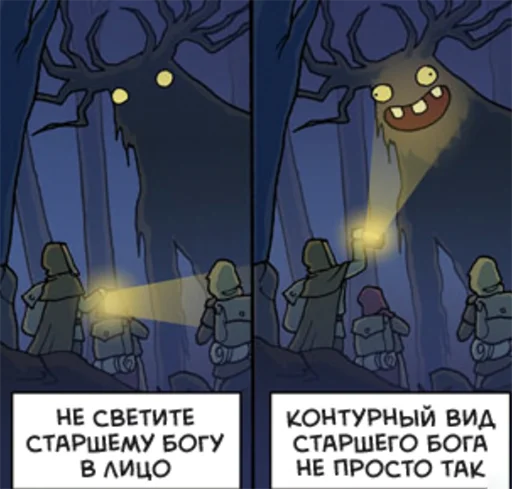 НЕ СВЕТИТЕ
СТАРШЕМУ БОГУ
В ЛИЦО
КОНТУРНЫЙ ВИД
СТАРШЕГО БОГА
НЕ ПРОСТО ТАК